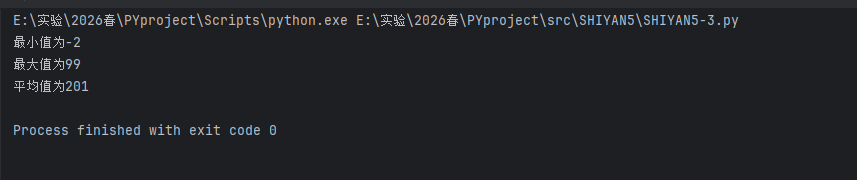 E:\实验\2026春\PYproject\Scripts\python.exe E:\实验\2026春\PYproject\src\SHIYAN5\SHIYAN5-3.py
最小值为-2
最大值为99
平均值为201
Process finished with exit code 0